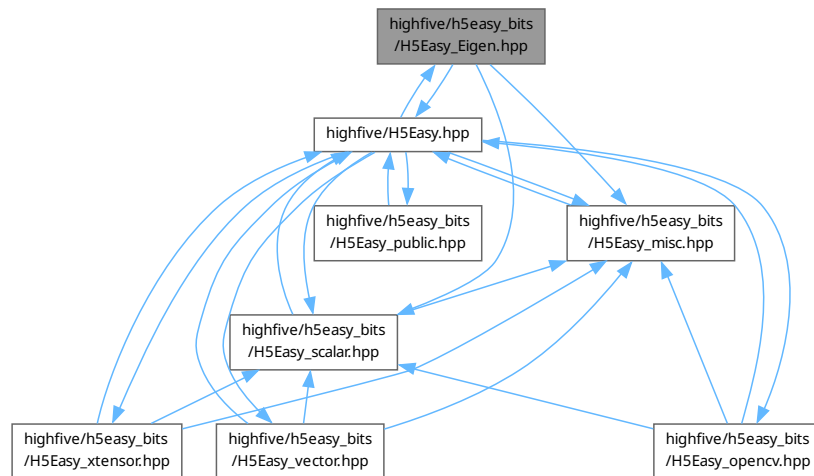 highfive/h5easy_bits
/H5Easy_Eigen.hpp
highfive/H5Easy.hpp
highfive/h5easy_bits
/H5Easy_public.hpp
highfive/h5easy_bits
/H5Easy_misc.hpp
highfive/h5easy_bits
/H5Easy_scalar.hpp
highfive/h5easy_bits
/H5Easy_xtensor.hpp
highfive/h5easy_bits
/H5Easy_vector.hpp
highfive/h5easy_bits
/H5Easy_opencv.hpp